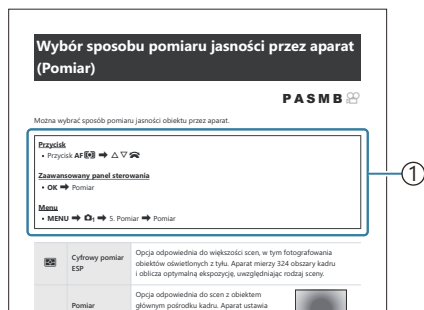 Wybór sposobu pomiaru jasności przez aparat
(Pomiar)
PASMB
Można wybrać sposób pomiaru jasności obiektu przez aparat.
Przycisk
• Przycisk AF ➡ △ ▽
Zaawansowany panel sterowania
• OK ➡ Pomiar
Menu
• MENU ➡ 1 ➡ 5. Pomiar ➡ Pomiar
1
Cyfrowy pomiar
ESP
Opcja odpowiednia do większości scen, w tym fotografowania
obiektów oświetlonych z tyłu. Aparat mierzy 324 obszary kadru
i oblicza optymalną ekspozycję, uwzględniając rodzaj sceny.
Pomiar
Opcja odpowiednia do scen z obiektem
głównym pośrodku kadru. Aparat ustawia